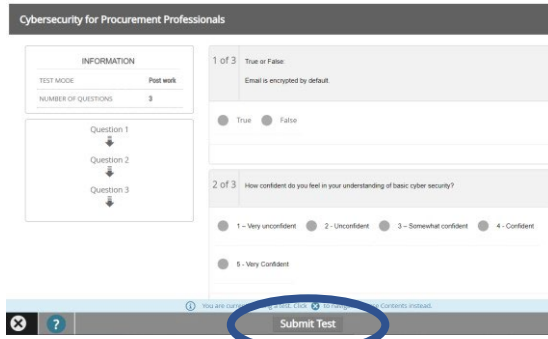 Cybersecurity for Procurement Professionals
INFORMATION
TEST MODE Post work
NUMBER OF QUESTIONS 3
Question 1
Question 2
Question 3
1 of 3 True or False:
Email is encrypted by default.
True False
2 of 3 How confident do you feel in your understanding of basic cyber security?
1 – Very unconfident 2 - Unconfident 3 – Somewhat confident 4 - Confident
5 - Very Confident
You are a test. Click to Contents instead.
? Submit Test